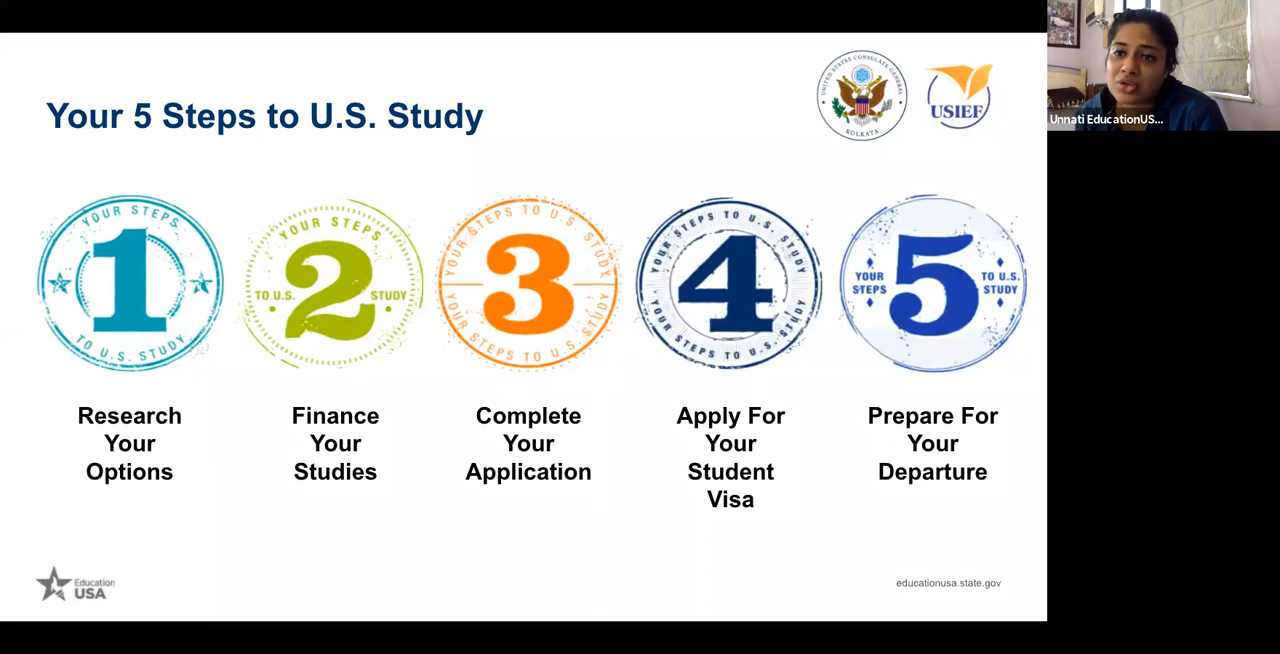 Your 5 Steps to U.S. Study
UNITED STATES CONSULATE GENERAL
KOLKATA
USIEF
Unnati EducationUS...
YOUR STEPS
1
TO U.S. STUDY
YOUR STEPS
2
TO U.S. STUDY
YOUR STEPS TO U.S. STUDY
3
YOUR STEPS TO U.S. STUDY
YOUR STEPS TO U.S. STUDY
4
YOUR STEPS TO U.S. STUDY
YOUR STEPS
5
TO U.S. STUDY
Research
Your
Options
Finance
Your
Studies
Complete
Your
Application
Apply For
Your
Student
Visa
Prepare For
Your
Departure
Education
USA
educationusa.state.gov